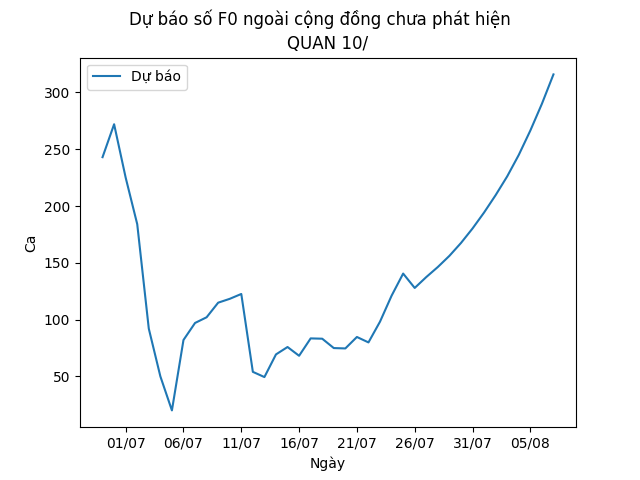 Dự báo số F0 ngoài cộng đồng chưa phát hiện
QUAN 10/
Dự báo
300
250
200
150
100
50
Ca
01/07 06/07 11/07 16/07 21/07 26/07 31/07 05/08
Ngày